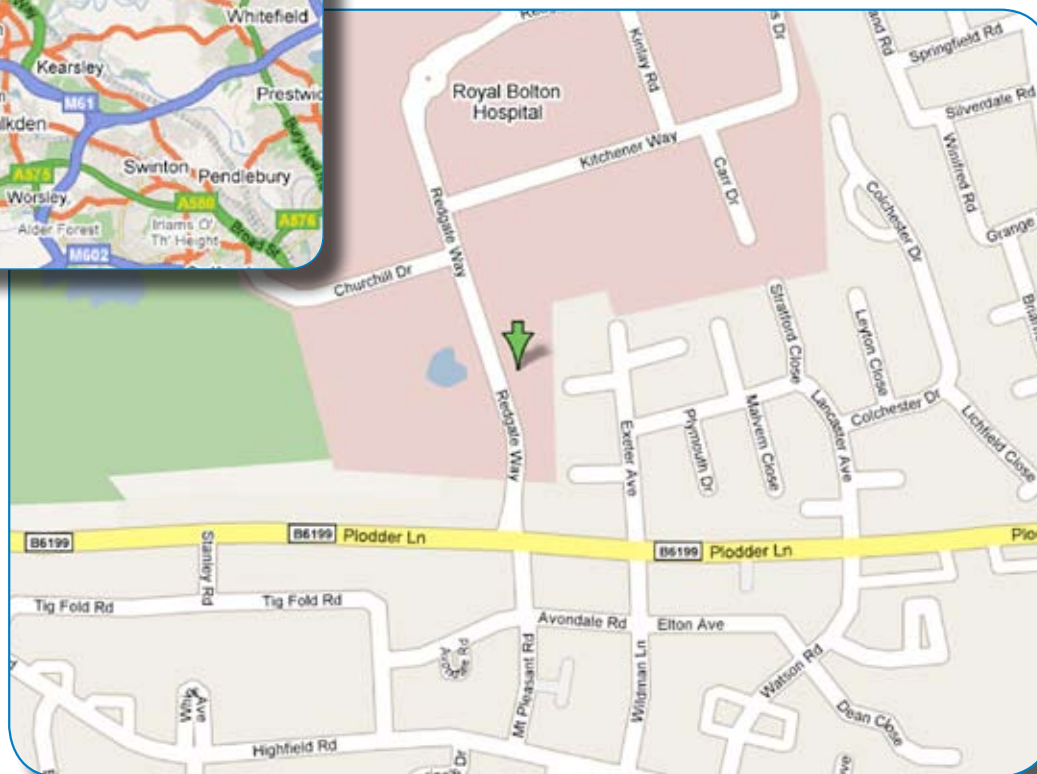 Whitefield
Kearsley
M61
Prestwic
lkden
A575
Swinton
Pendlebury
Worsley
A580
A576
Alder Forest
Irlams O'
Th' Height
Broad St
M602
Kinlay Rd
s Dr
Royal Bolton
Hospital
Kitchener Way
Carr Dr
Redgate Way
Churchill Dr
Springfield Rd
Silverdale Rd
Winifred Rd
Grange
Colchester Dr
Stratford Close
Leyton Close
Redgate Way
Exeter Ave
Plymouth Dr
Malvern Close
Lancaster Ave
Colchester Dr
Lichfield Close
B6199
B6199
Plodder Ln
B6199
Plodder Ln
Plo
Stanley Rd
Tig Fold Rd
Tig Fold Rd
Avondale Rd
Elton Ave
Mt Pleasant Rd
Wildman Ln
Watson Rd
Dean Close
Highfield Rd